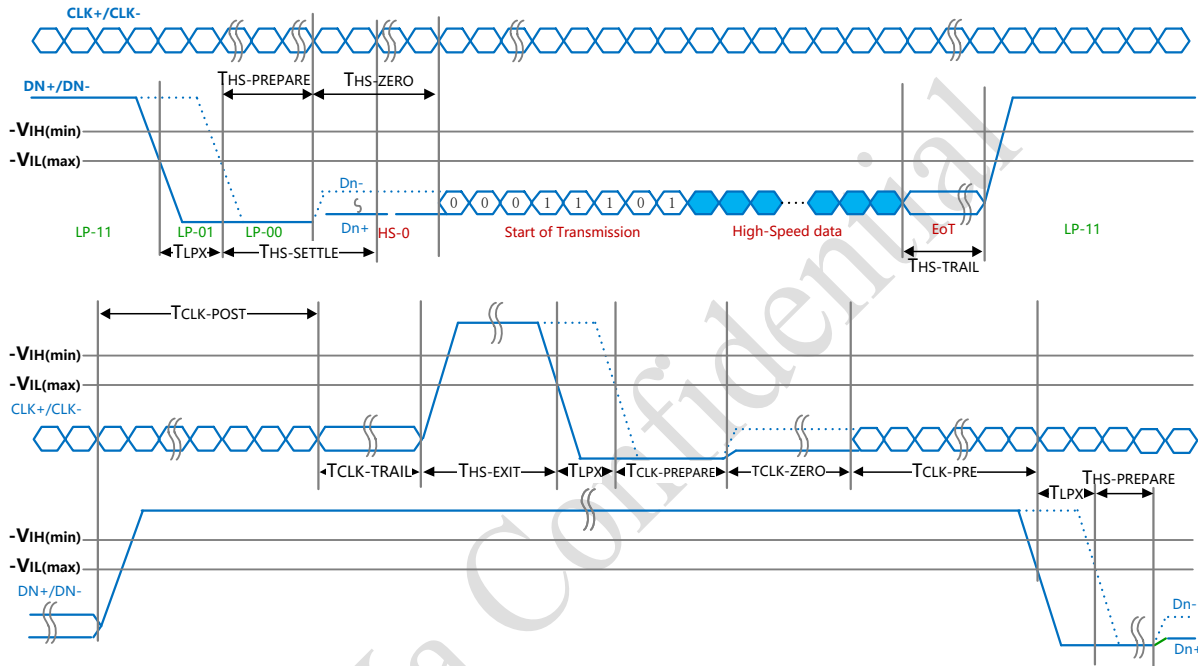 CLK+/CLK-
THS-PREPARE THS-ZERO
DN+/DN-
-VIH(min)
-VIL(max)
Dn-
0 0 0 1 1 1 0 1
Dn+
LP-11 LP-01 LP-00 HS-0 Start of Transmission High-Speed data EoT LP-11
TLPX THS-SETTLE THS-TRAIL
TCLK-POST
-VIH(min)
-VIL(max)
CLK+/CLK-
TCLK-TRAIL THS-EXIT TLPX TCLK-PREPARE TCLK-ZERO TCLK-PRE
TLPX THS-PREPARE
-VIH(min)
-VIL(max)
DN+/DN-
Dn-
Dn+
Confidential